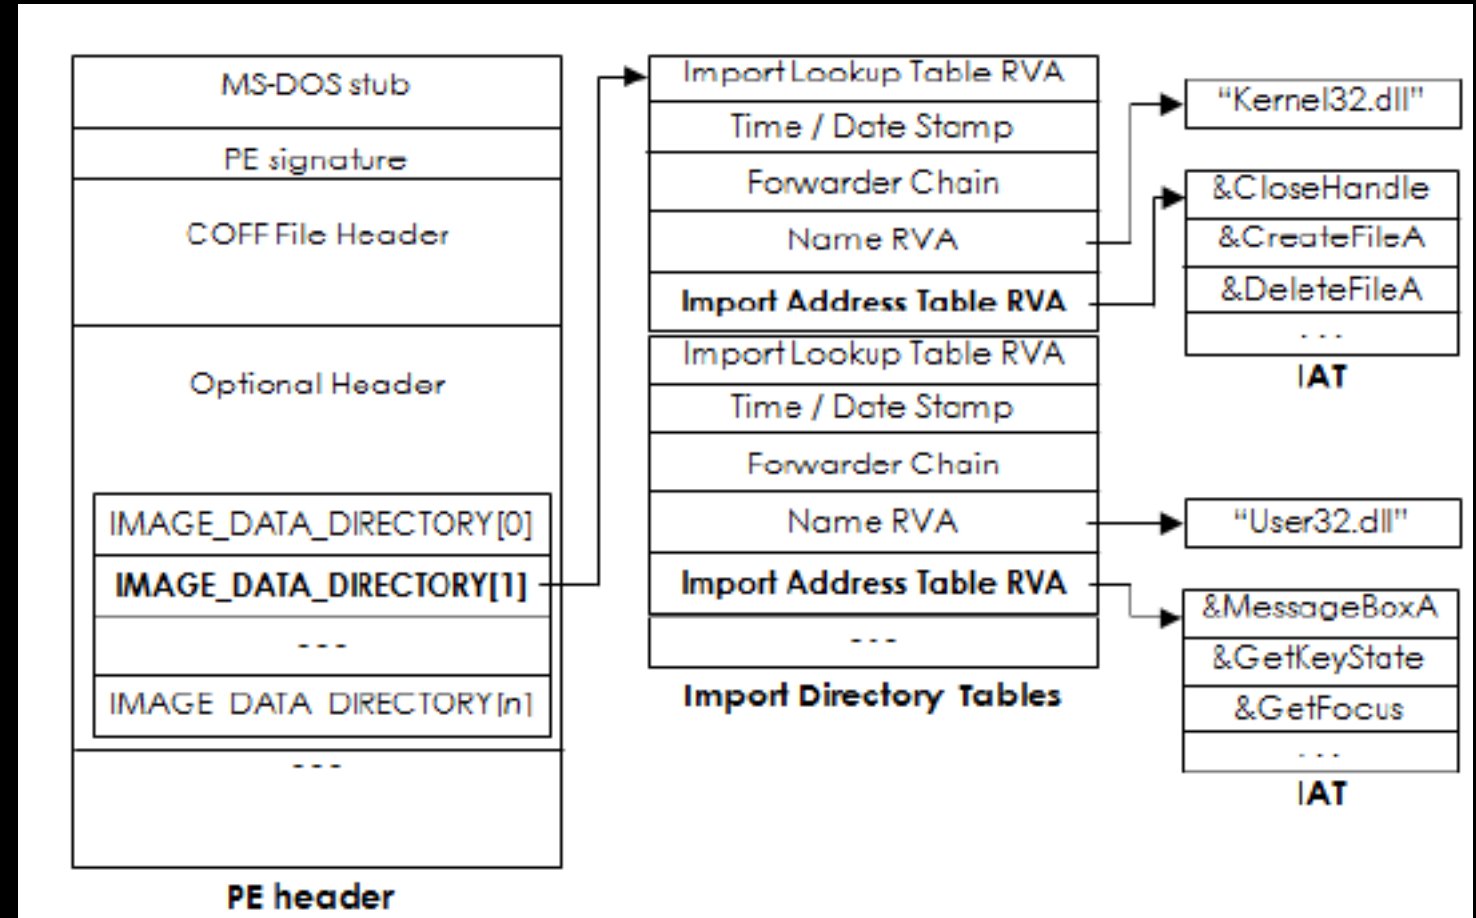 MS-DOS stub
PE signature
COFF File Header
Optional Header
IMAGE_DATA_DIRECTORY[0]
IMAGE_DATA_DIRECTORY[1]
---
IMAGE DATA DIRECTORY[n]
---
PE header
Import Lookup Table RVA
Time / Date Stamp
Forwarder Chain
Name RVA
Import Address Table RVA
Import Lookup Table RVA
Time / Date Stamp
Forwarder Chain
Name RVA
Import Address Table RVA
---
Import Directory Tables
“Kernel32.dll”
&CloseHandle
&CreateFileA
&DeleteFileA
...
IAT
“User32.dll”
&MessageBoxA
&GetKeyState
&GetFocus
...
IAT